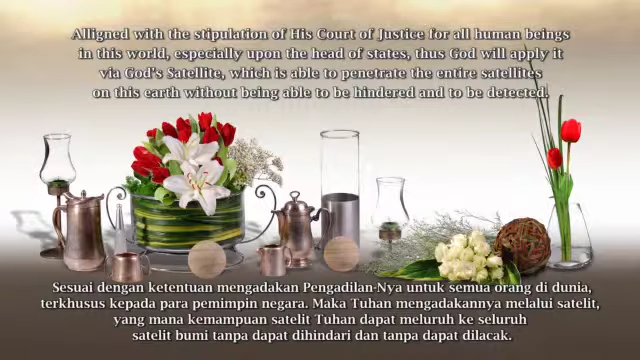 Alligned with the stipulation of His Court of Justice for all human beings
in this world, especially upon the head of states, thus God will apply it
via God's Satellite, which is able to penetrate the entire satellites
on this earth without being able to be hindered and to be detected.
Sesuai dengan ketentuan mengadakan Pengadilan-Nya untuk semua orang di dunia,
terkhusus kepada para pemimpin negara. Maka Tuhan mengadakannya melalui satelit,
yang mana kemampuan satelit Tuhan dapat meluruh ke seluruh
satelit bumi tanpa dapat dihindari dan tanpa dapat dilacak.